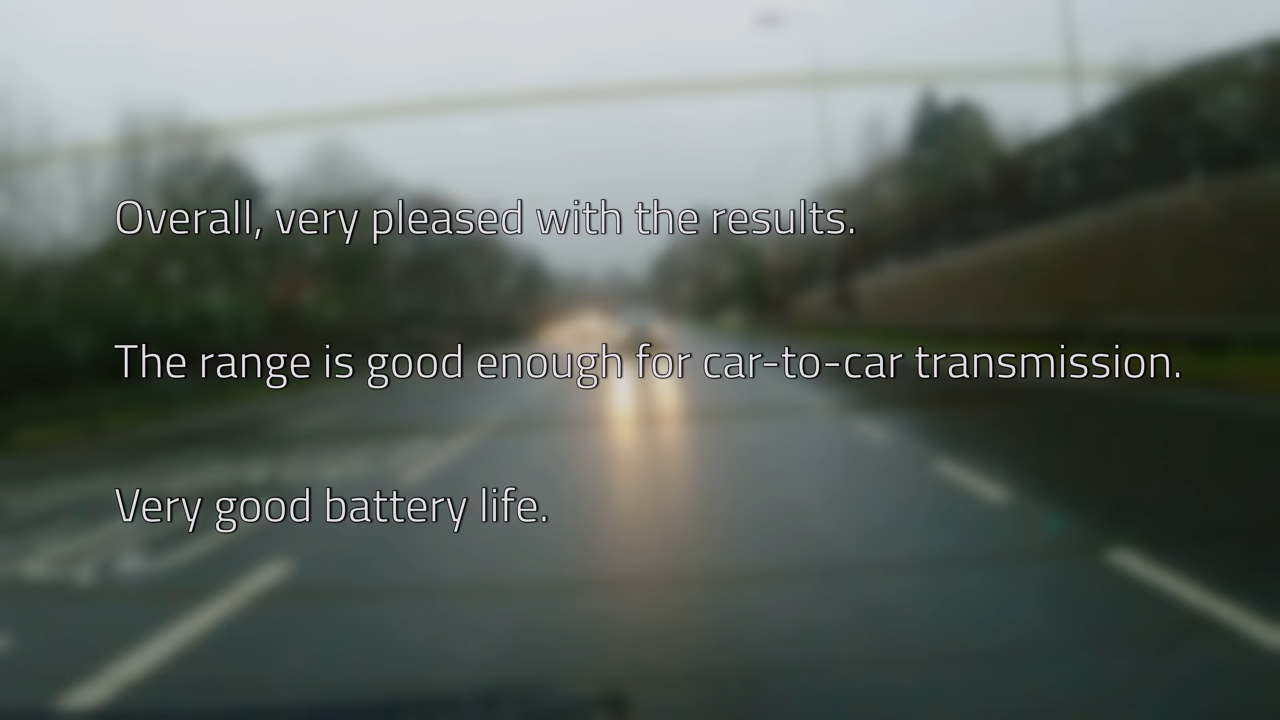 Overall, very pleased with the results.
The range is good enough for car-to-car transmission.
Very good battery life.